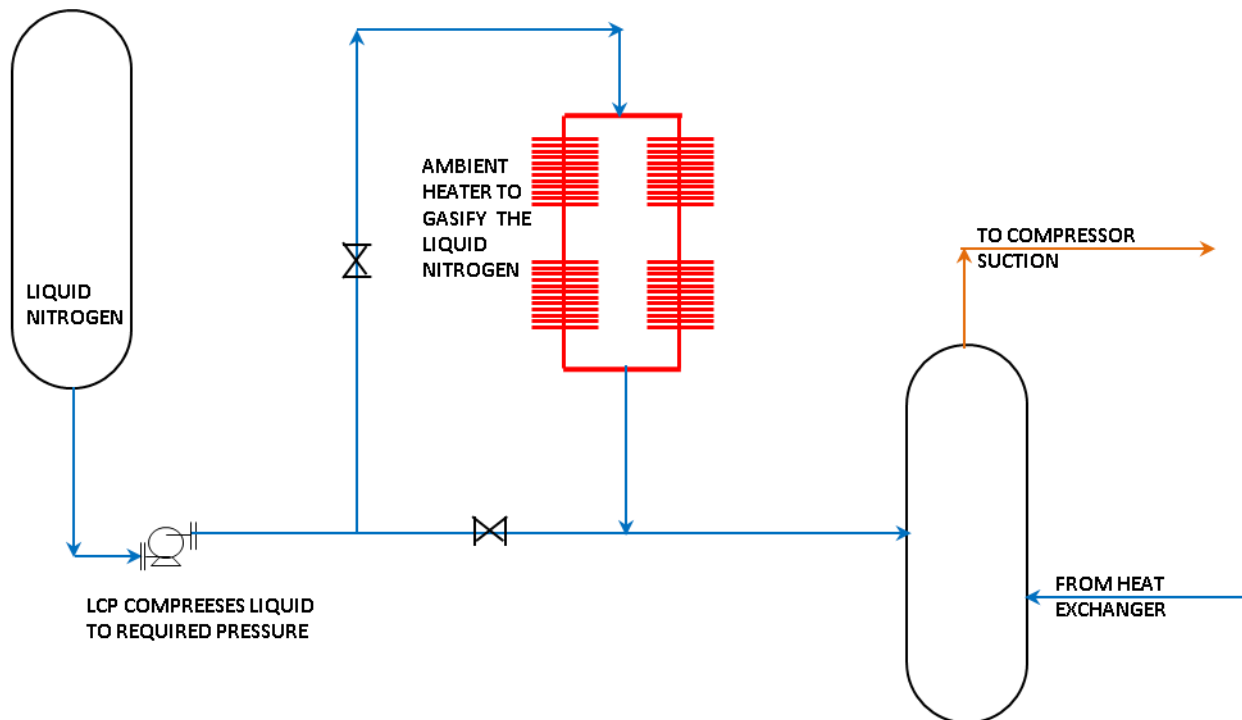 LIQUID
NITROGEN
AMBIENT
HEATER TO
GASIFY THE
LIQUID
NITROGEN
TO COMPRESSOR
SUCTION
LCP COMPREESES LIQUID
TO REQUIRED PRESSURE
FROM HEAT
EXCHANGER